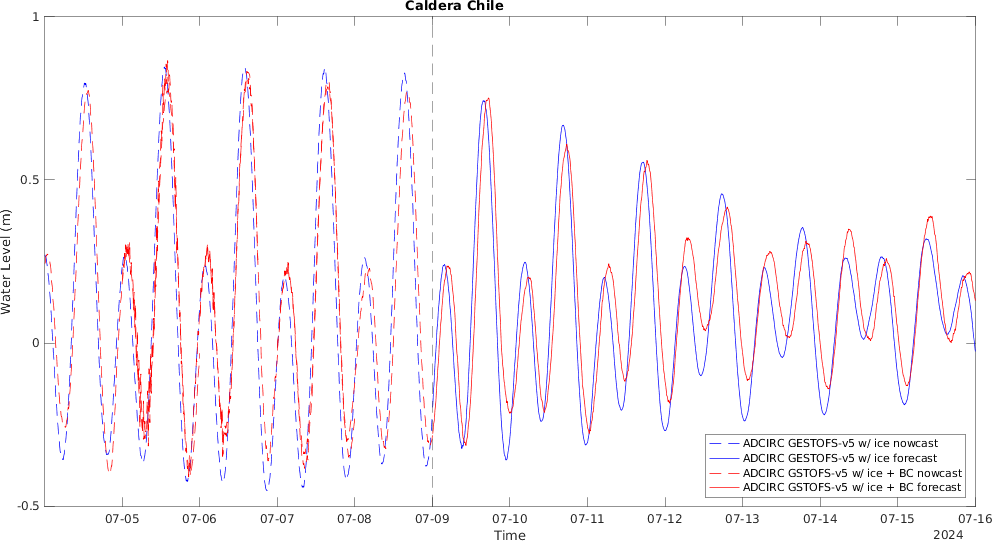 Caldera Chile
1
0.5
0
-0.5
Water Level (m)
ADCIRC GESTOFS-v5 w/ ice nowcast
ADCIRC GESTOFS-v5 w/ ice forecast
ADCIRC GSTOFS-v5 w/ ice + BC nowcast
ADCIRC GSTOFS-v5 w/ ice + BC forecast
07-05 07-06 07-07 07-08 07-09 07-10 07-11 07-12 07-13 07-14 07-15 07-16
Time
2024